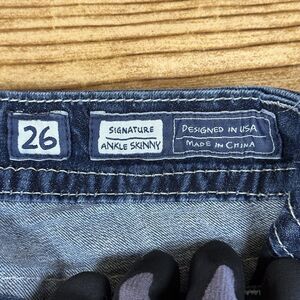 26
SIGNATURE
ANKLE SKINNY
DESIGNED IN USA
MADE IN CHINA